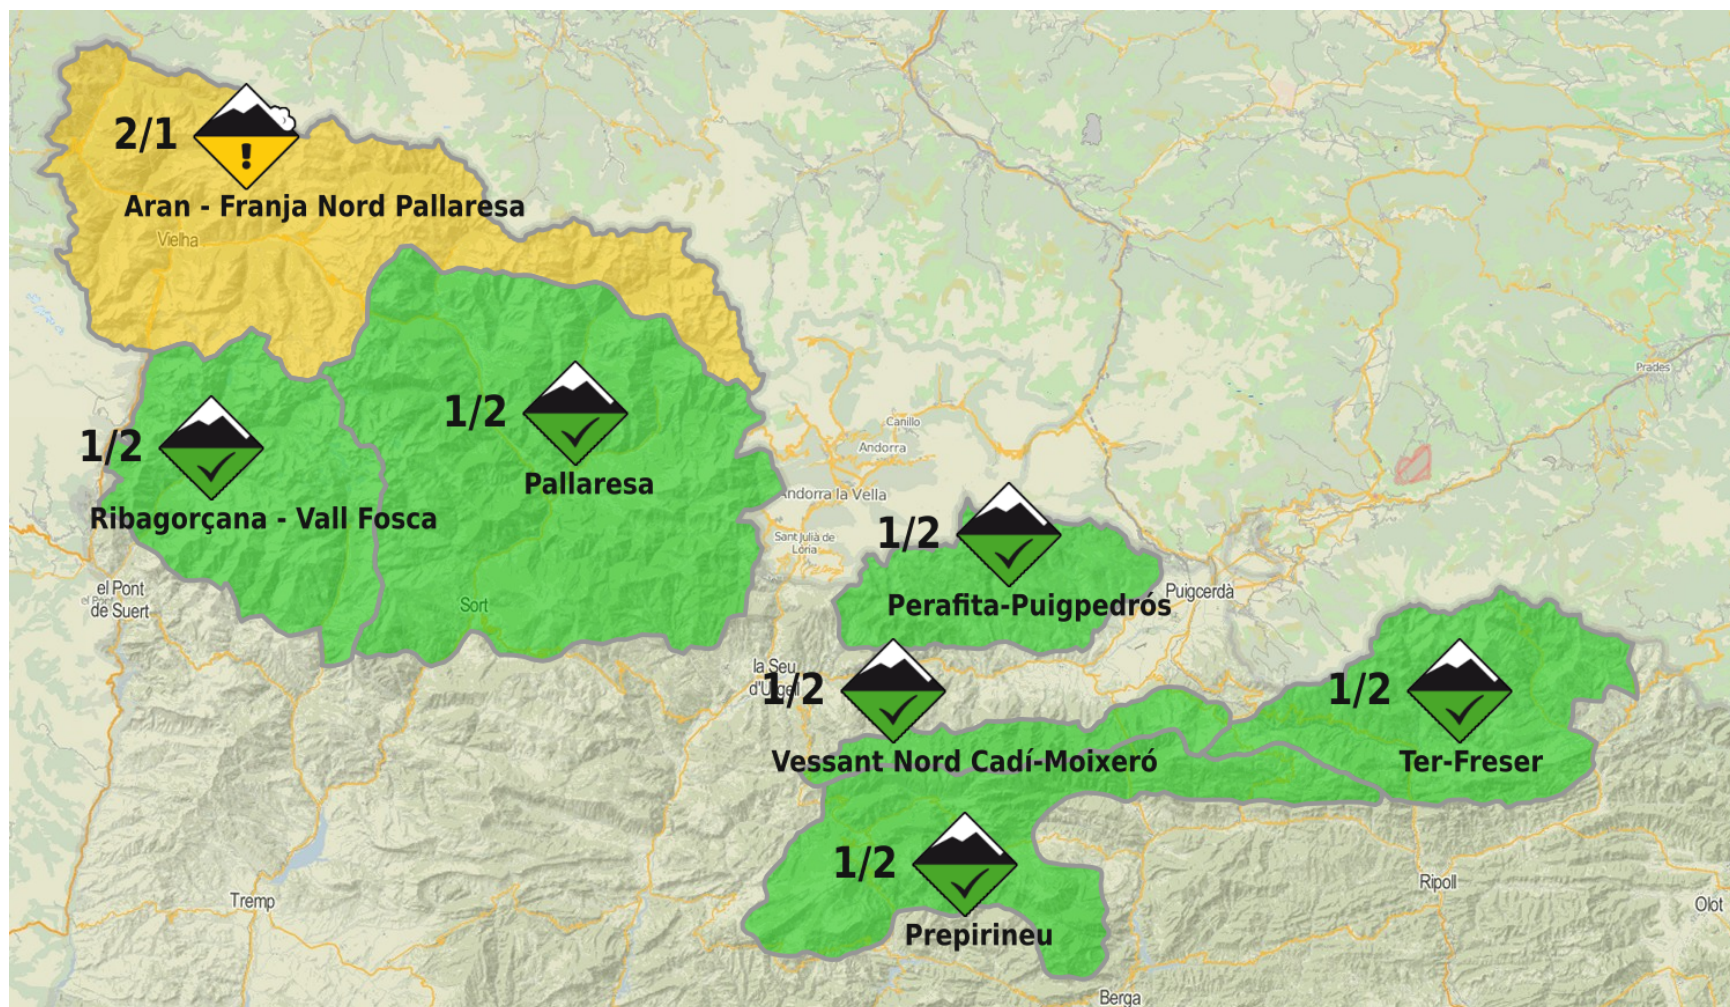 2/1
!
Aran - Franja Nord Pallaresa
Vielha
Prades
1/2
1/2
Canillo
Andorra
Pallaresa
Andorra la Vella
Ribagorçana - Vall Fosca
1/2
Sant Julià de
Lòria
el Pont
de Suert
Sort
Perafita-Puigpedrós
Puigcerdà
la Seu
d'Urgell
1/2
1/2
Vessant Nord Cadí-Moixeró
Ter-Freser
1/2
Tremp
Ripoll
Olot
Prepirineu
Berga